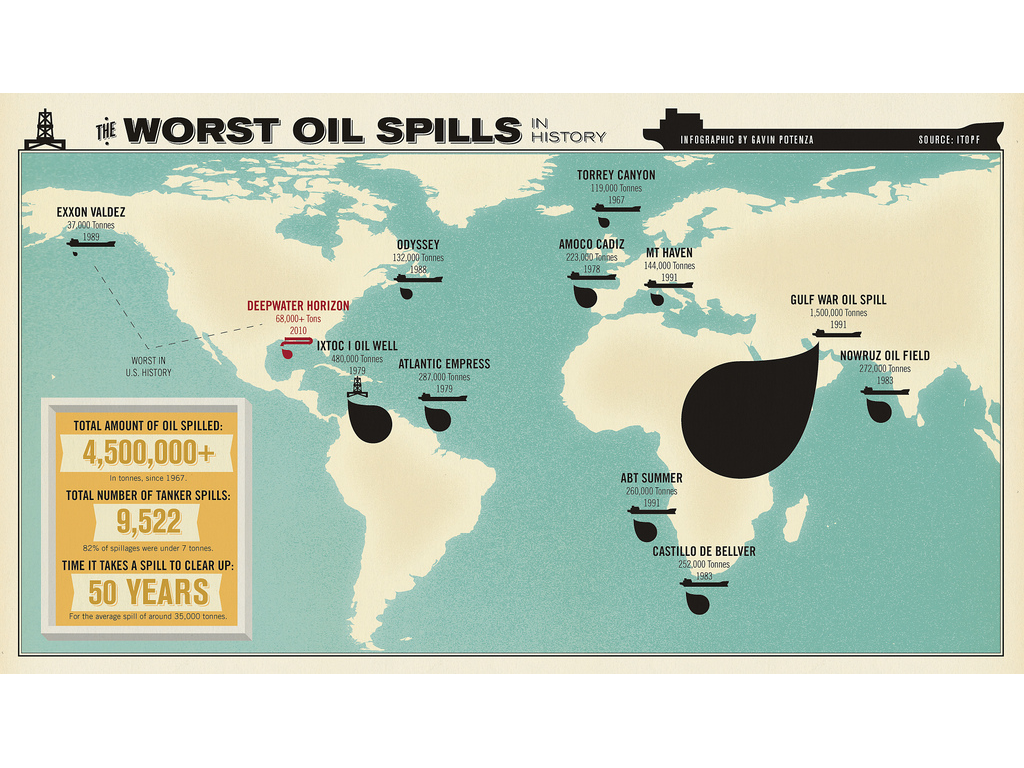 THE WORST OIL SPILLS IN HISTORY
INFOGRAPHIC BY GAVIN POTENZA
SOURCE: ITOPF
TORREY CANYON
119,000 Tonnes
1967
EXXON VALDEZ
37,000 Tonnes
1989
ODYSSEY
132,000 Tonnes
1988
AMOCO CADIZ
223,000 Tonnes
1978
MT HAVEN
144,000 Tonnes
1991
DEEPWATER HORIZON
68,000+ Tons
2010
GULF WAR OIL SPILL
1,500,000 Tonnes
1991
IXTOC I OIL WELL
480,000 Tonnes
1979
ATLANTIC EMPRESS
287,000 Tonnes
1979
NOWRUZ OIL FIELD
272,000 Tonnes
1983
WORST IN
U.S. HISTORY
ABT SUMMER
260,000 Tonnes
1991
CASTILLO DE BELLVER
252,000 Tonnes
1983
TOTAL AMOUNT OF OIL SPILLED:
4,500,000+
In tonnes, since 1967.
TOTAL NUMBER OF TANKER SPILLS:
9,522
82% of spillages were under 7 tonnes.
TIME IT TAKES A SPILL TO CLEAR UP:
50 YEARS
For the average spill of around 35,000 tonnes.